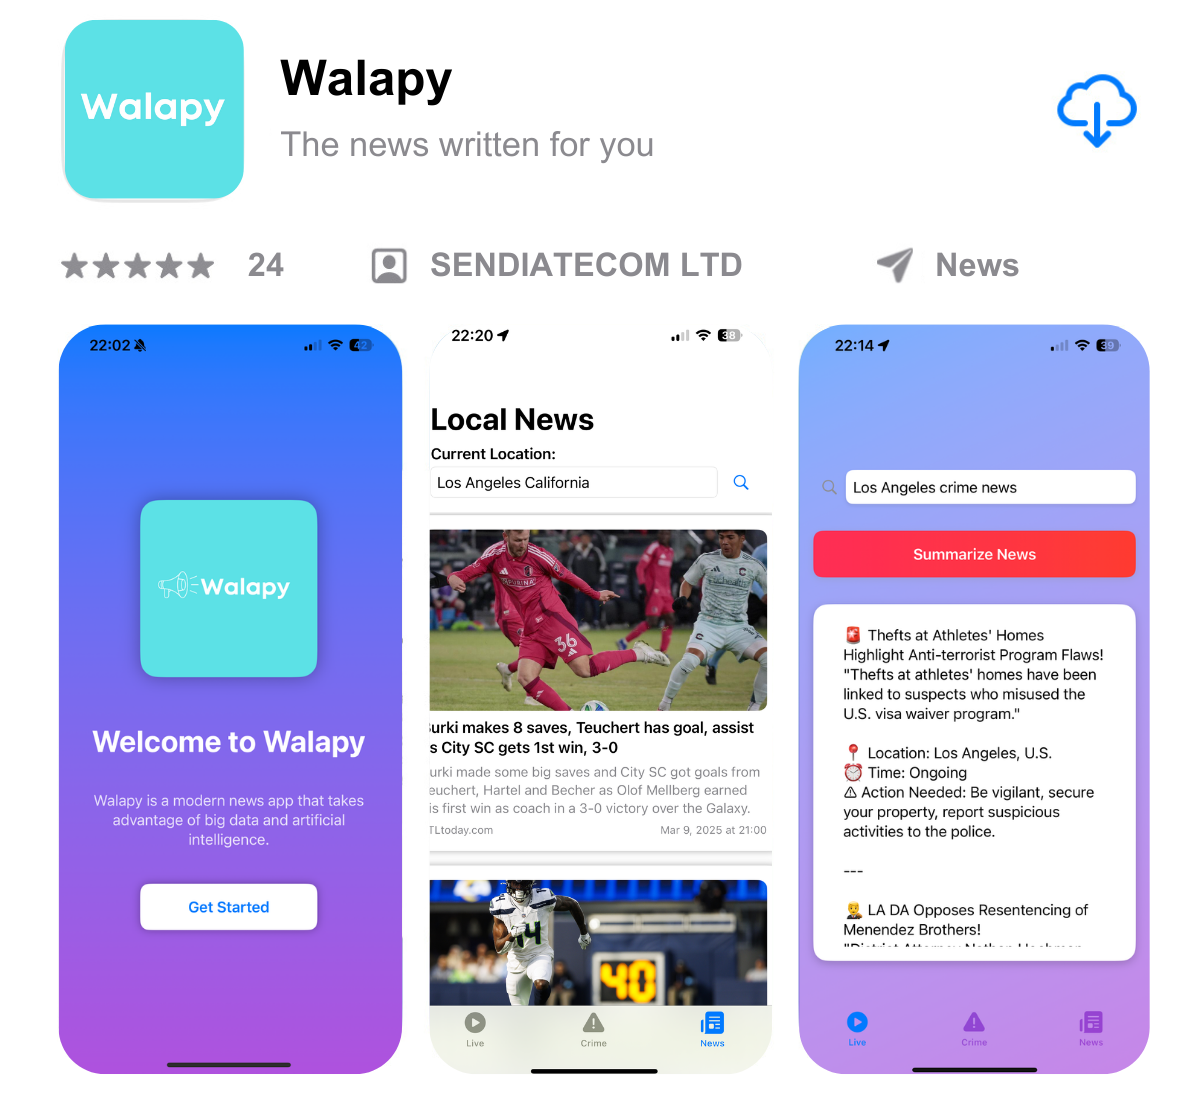 Walapy
Walapy
The news written for you
24
SENDIATECOM LTD
News
22:02
42
Walapy
Welcome to Walapy
Walapy is a modern news app that takes
advantage of big data and artificial
intelligence.
Get Started
22:20
38
Local News
Current Location:
Los Angeles California
PURINA
36
urki makes 8 saves, Teuchert has goal, assist
s City SC gets 1st win, 3-0
urki made some big saves and City SC got goals from
euchert, Hartel and Becher as Olof Mellberg earned
is first win as coach in a 3-0 victory over the Galaxy.
TLtoday.com
Mar 9, 2025 at 21:00
14
40
Live
Crime
News
22:14
39
Los Angeles crime news
Summarize News
Thefts at Athletes' Homes
Highlight Anti-terrorist Program Flaws!
"Thefts at athletes' homes have been
linked to suspects who misused the
U.S. visa waiver program."
Location: Los Angeles, U.S.
Time: Ongoing
Action Needed: Be vigilant, secure
your property, report suspicious
activities to the police.
---
LA DA Opposes Resentencing of
Menendez Brothers!
"District Attorney Nathan Hochman
Live
Crime
News